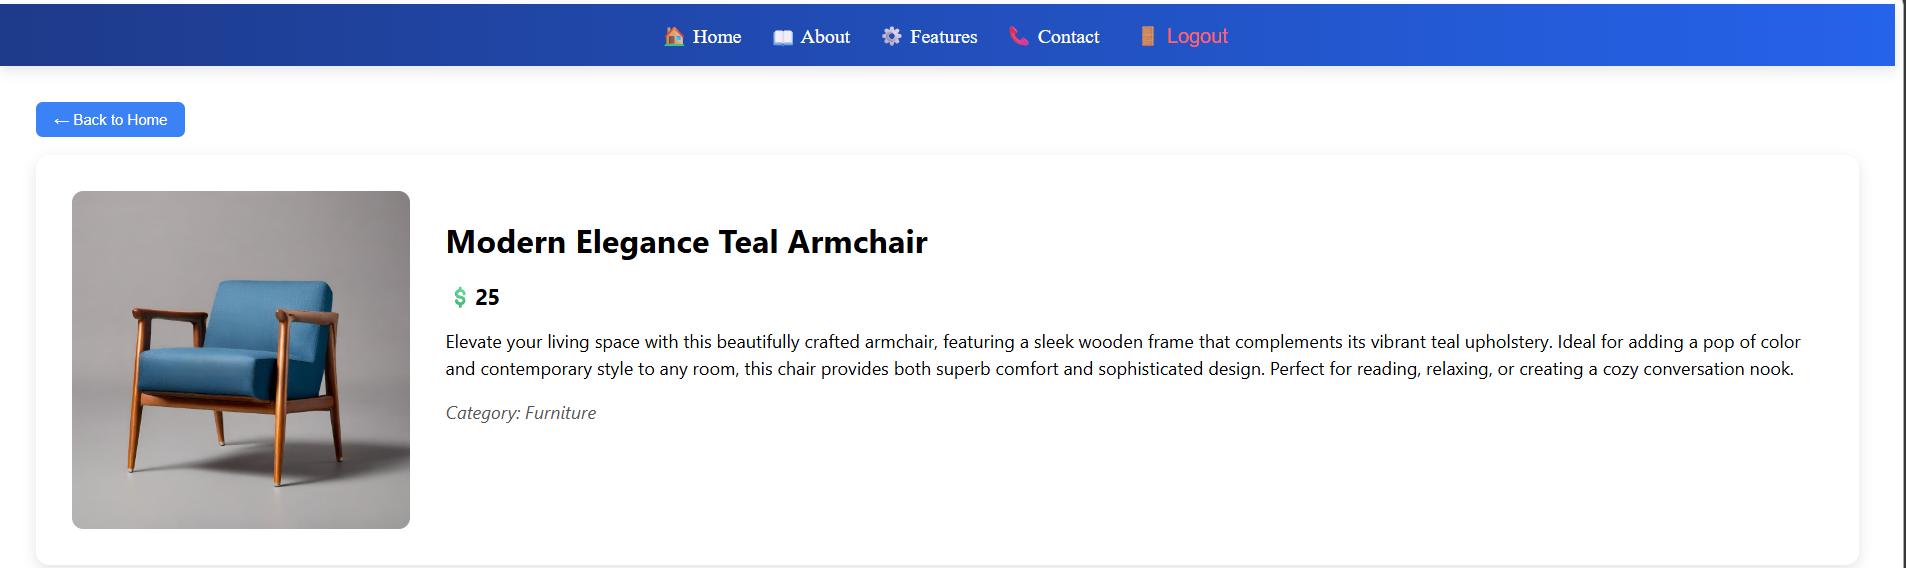 🏠 Home 📖 About ⚙️ Features 📞 Contact 🚪 Logout
← Back to Home
Modern Elegance Teal Armchair
💲 25
Elevate your living space with this beautifully crafted armchair, featuring a sleek wooden frame that complements its vibrant teal upholstery. Ideal for adding a pop of color
and contemporary style to any room, this chair provides both superb comfort and sophisticated design. Perfect for reading, relaxing, or creating a cozy conversation nook.
Category: Furniture